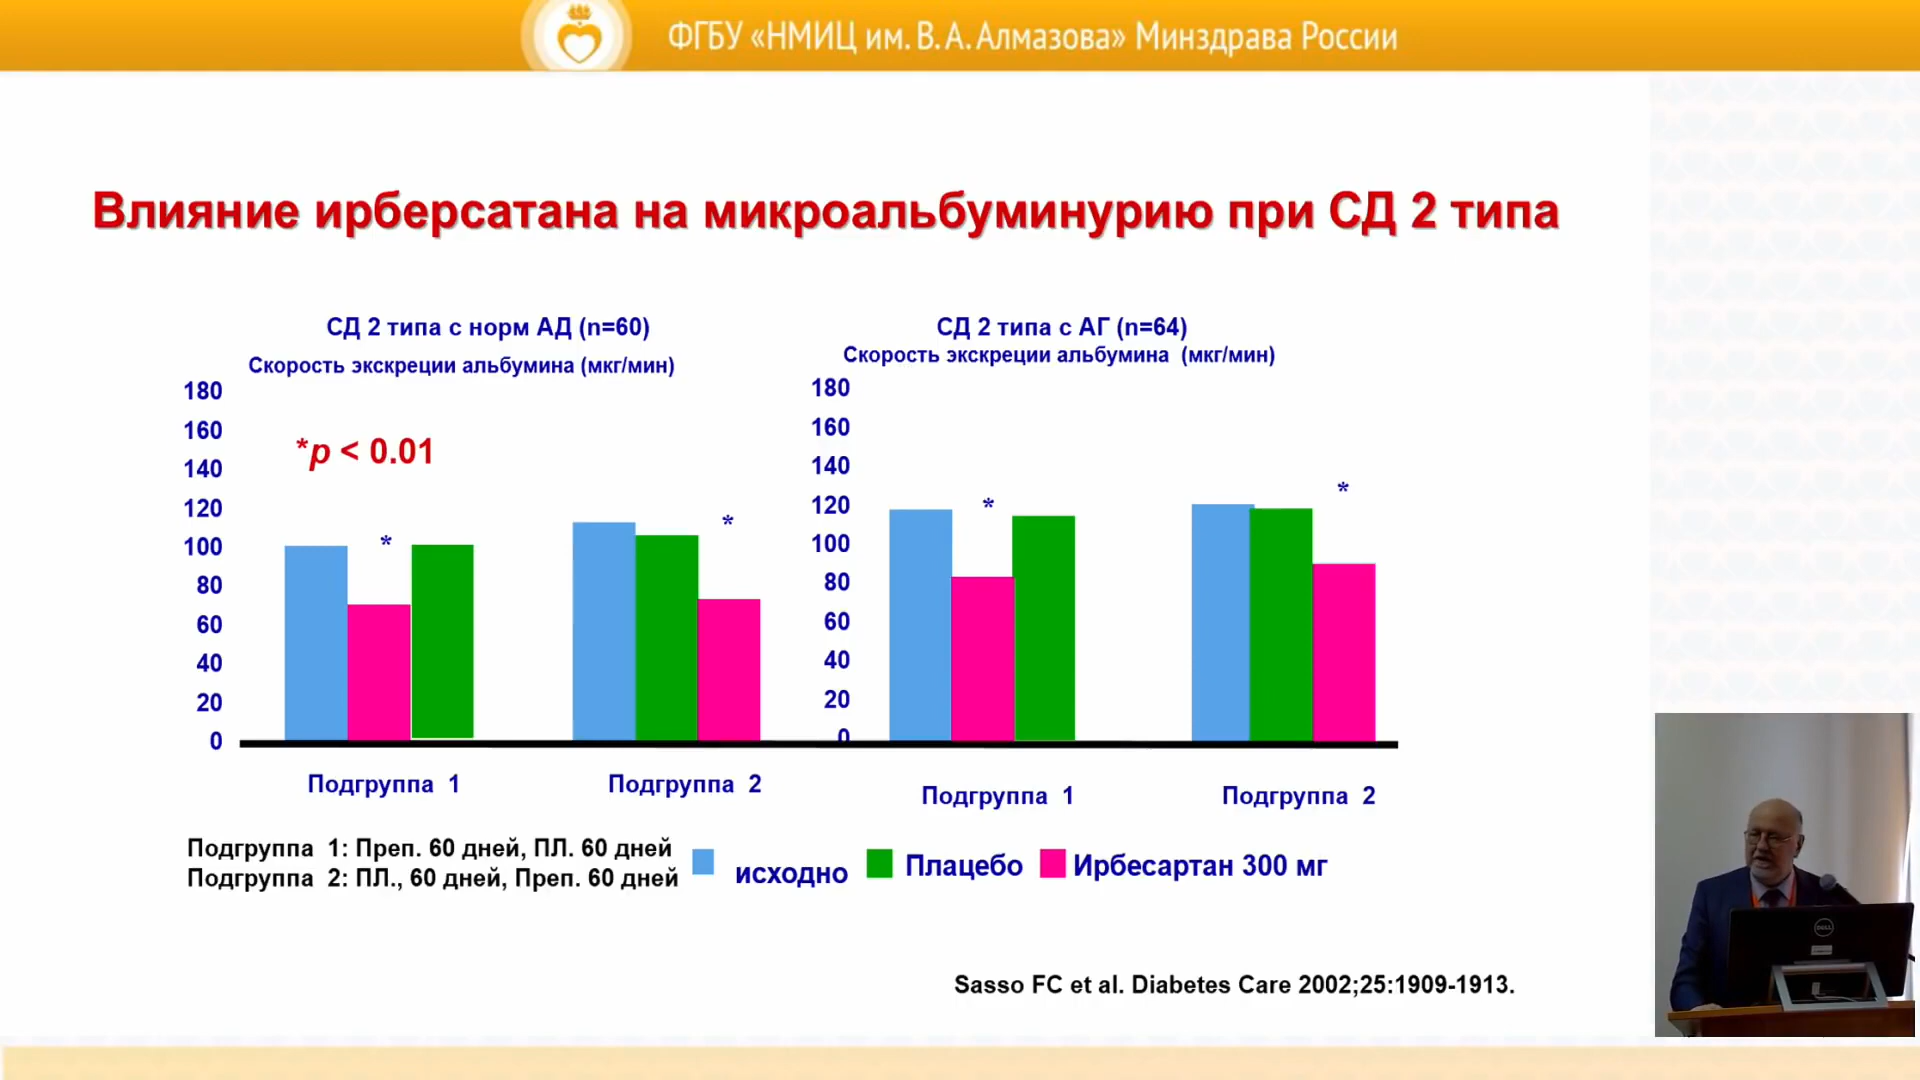 ФГБУ «НМИЦ им. В. А. Алмазова» Минздрава России
Влияние ирберсатана на микроальбуминурию при СД 2 типа
СД 2 типа с норм АД (n=60)
Скорость экскреции альбумина (мкг/мин)
180
160
140
120
100
80
60
40
20
0
*p < 0.01
*
*
Подгруппа 1
Подгруппа 2
СД 2 типа с АГ (n=64)
Скорость экскреции альбумина (мкг/мин)
180
160
140
120
100
80
60
40
20
0
*
*
Подгруппа 1
Подгруппа 2
Подгруппа 1: Преп. 60 дней, ПЛ. 60 дней
Подгруппа 2: ПЛ., 60 дней, Преп. 60 дней
исходно
Плацебо
Ирбесартан 300 мг
Sasso FC et al. Diabetes Care 2002;25:1909-1913.
DELL